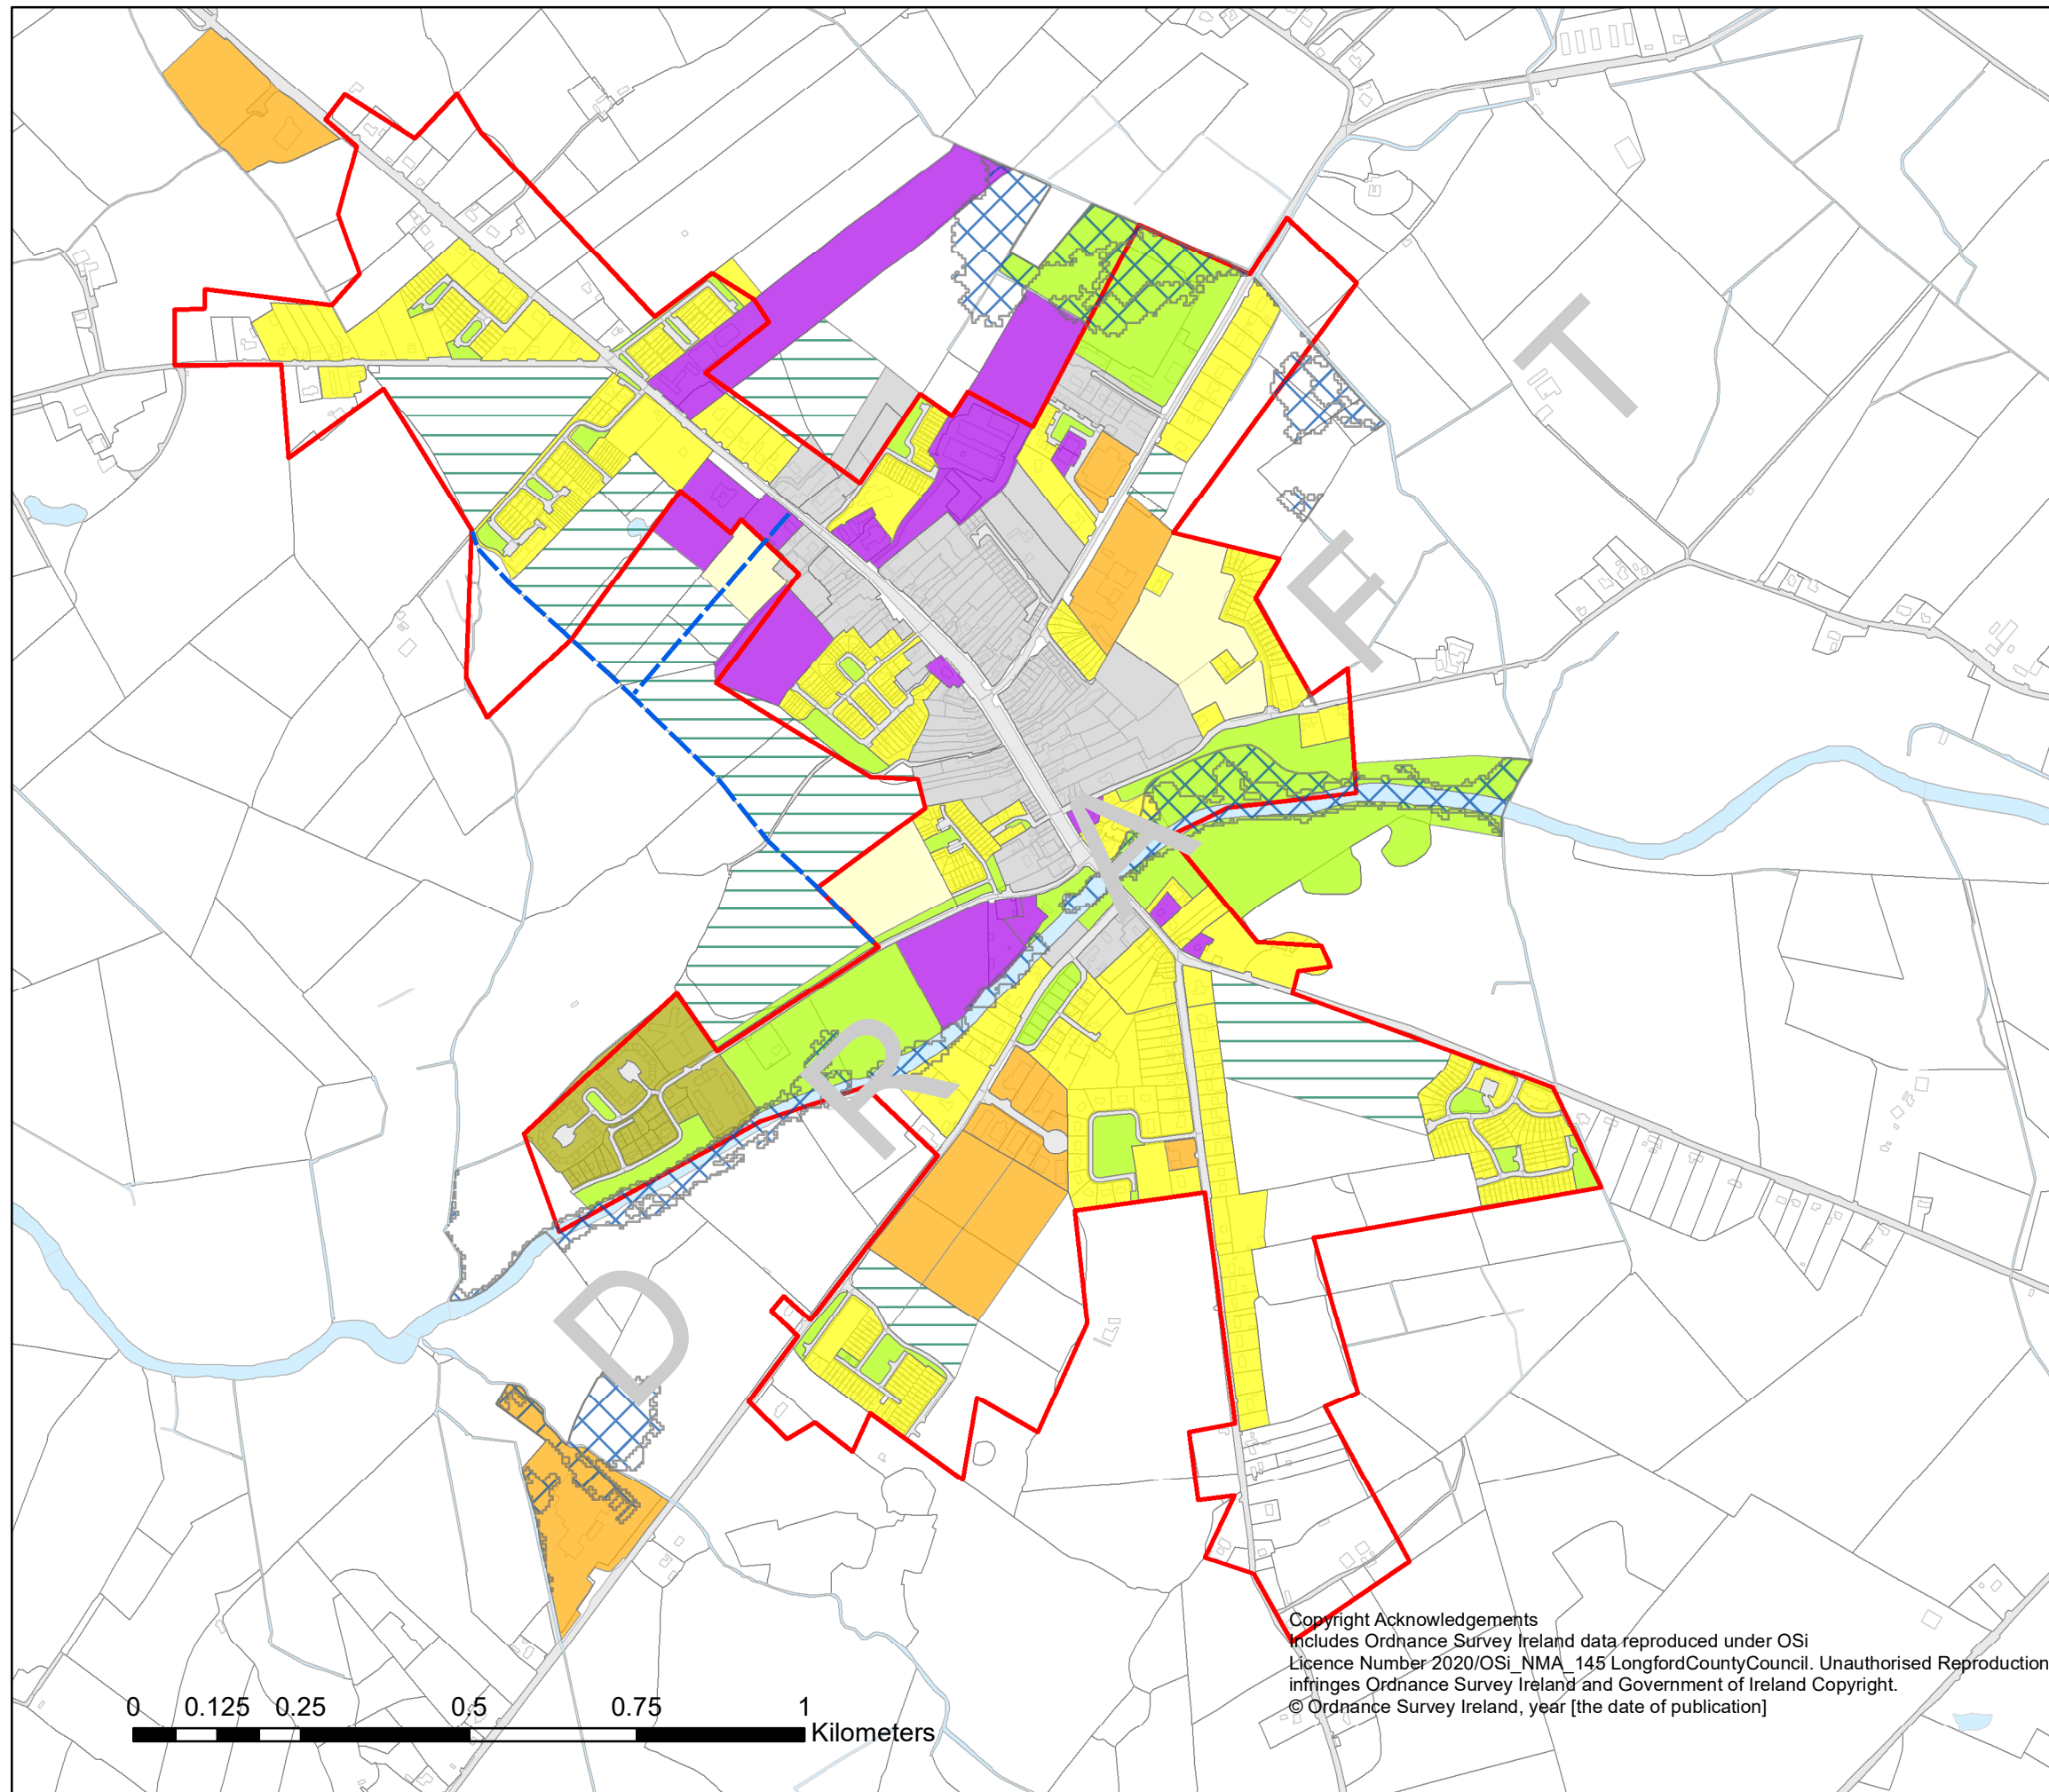 DRAFT
Copyright Acknowledgements
Includes Ordnance Survey Ireland data reproduced under OSi
Licence Number 2020/OSi_NMA_145 LongfordCountyCouncil. Unauthorised Reproduction
infringes Ordnance Survey Ireland and Government of Ireland Copyright.
© Ordnance Survey Ireland, year [the date of publication]
0 0.125 0.25 0.5 0.75 1
Kilometers